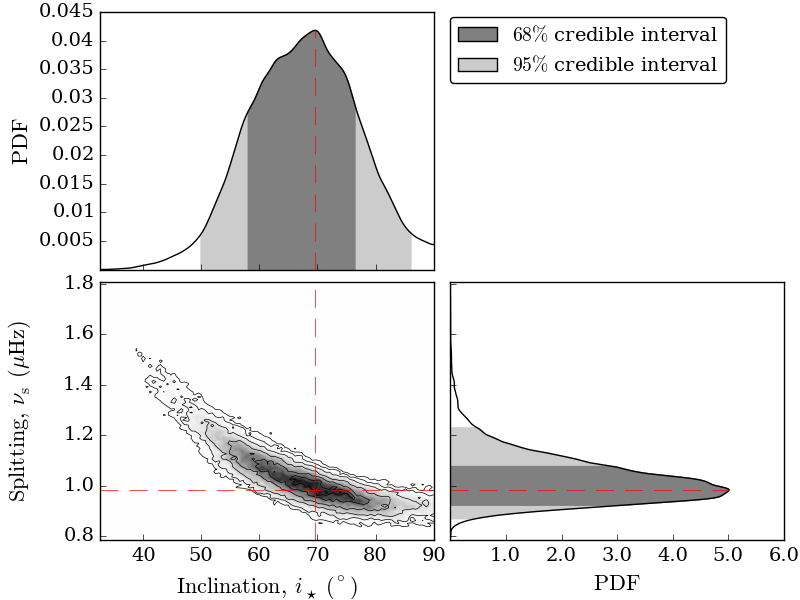 0.045
0.04
0.035
0.03
0.025
0.02
0.015
0.01
0.005
PDF
68% credible interval
95% credible interval
1.8
1.6
1.4
1.2
1.0
0.8
Splitting, νs (μHz)
40 50 60 70 80 90
Inclination, i⋆ (°)
1.0 2.0 3.0 4.0 5.0 6.0
PDF